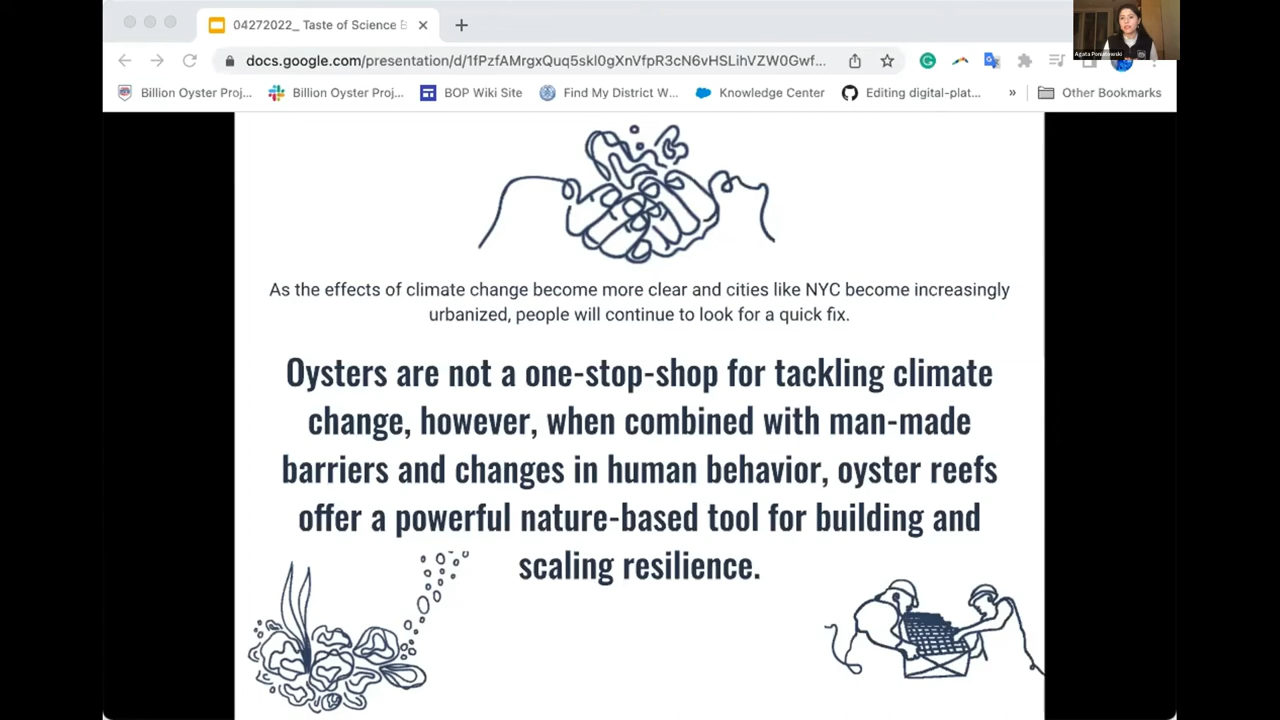 04272022_ Taste of Science B
docs.google.com/presentation/d/1fPzfAMrgxQuq5skl0gXnVfpR3cN6vHSLihVZW0Gwf...
Billion Oyster Proj...
Billion Oyster Proj...
BOP Wiki Site
Find My District W...
Knowledge Center
Editing digital-plat...
»
Other Bookmarks
As the effects of climate change become more clear and cities like NYC become increasingly
urbanized, people will continue to look for a quick fix.
Oysters are not a one-stop-shop for tackling climate
change, however, when combined with man-made
barriers and changes in human behavior, oyster reefs
offer a powerful nature-based tool for building and
scaling resilience.